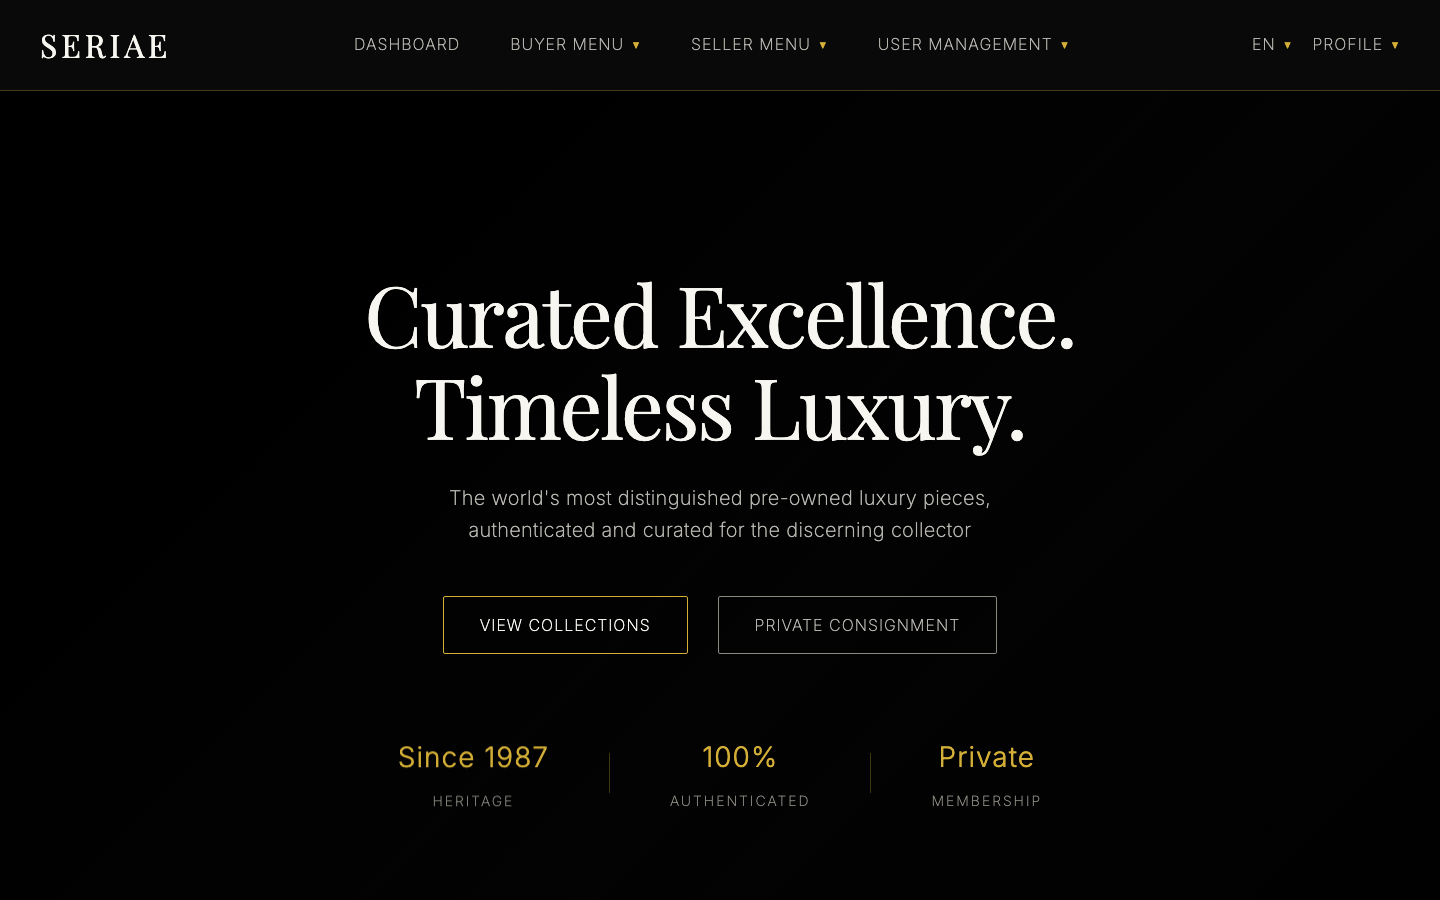 SERIAE
DASHBOARD
BUYER MENU ▼
SELLER MENU ▼
USER MANAGEMENT ▼
EN ▼
PROFILE ▼
Curated Excellence.
Timeless Luxury.
The world's most distinguished pre-owned luxury pieces,
authenticated and curated for the discerning collector
VIEW COLLECTIONS
PRIVATE CONSIGNMENT
Since 1987
HERITAGE
100%
AUTHENTICATED
Private
MEMBERSHIP